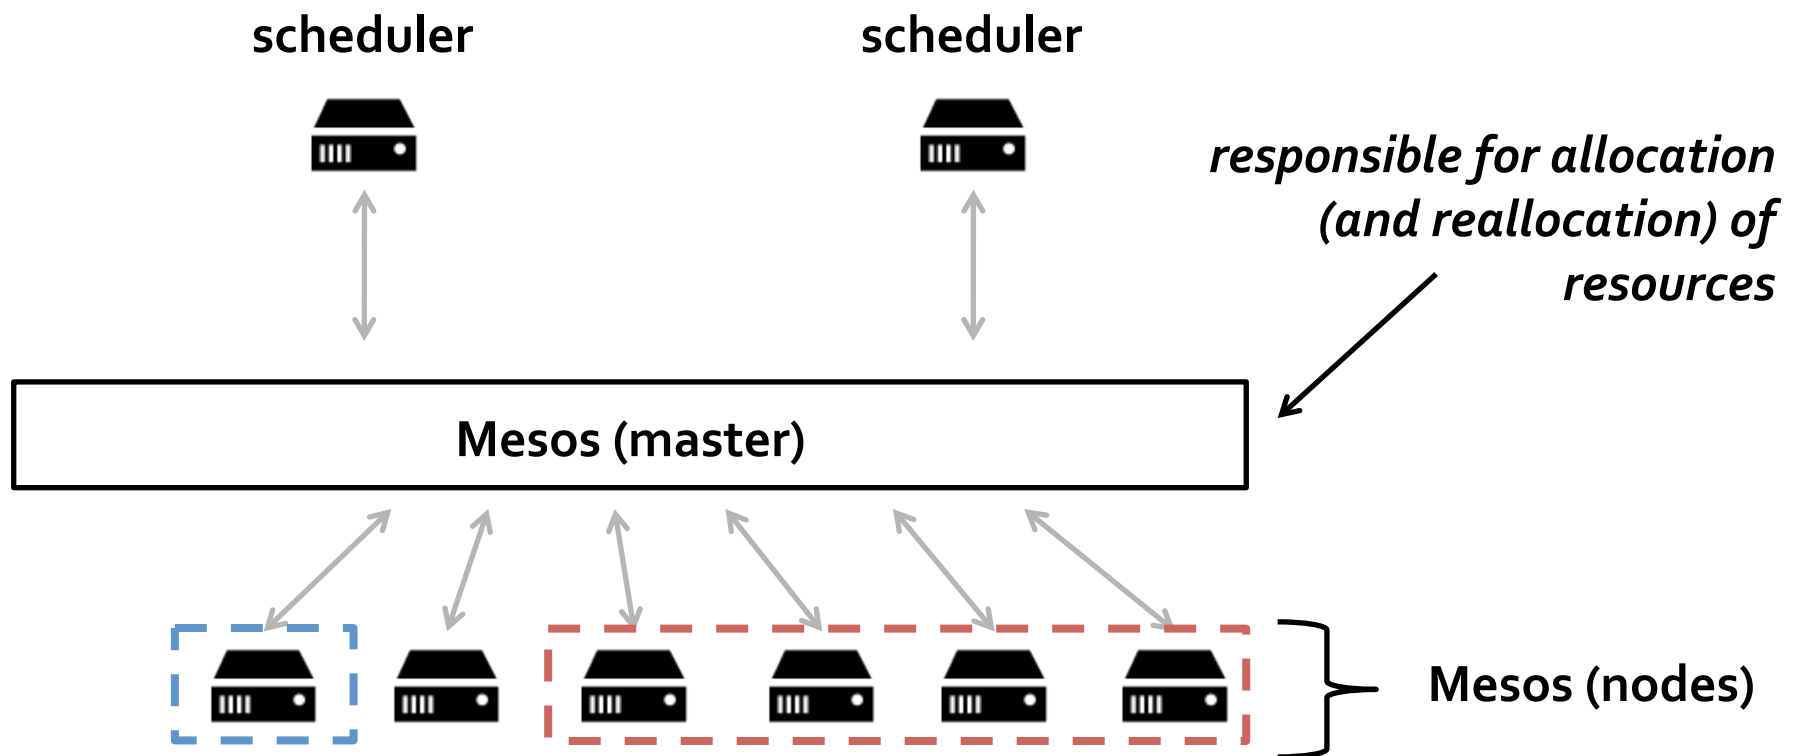 scheduler
scheduler
responsible for allocation
(and reallocation) of
resources
Mesos (master)
Mesos (nodes)